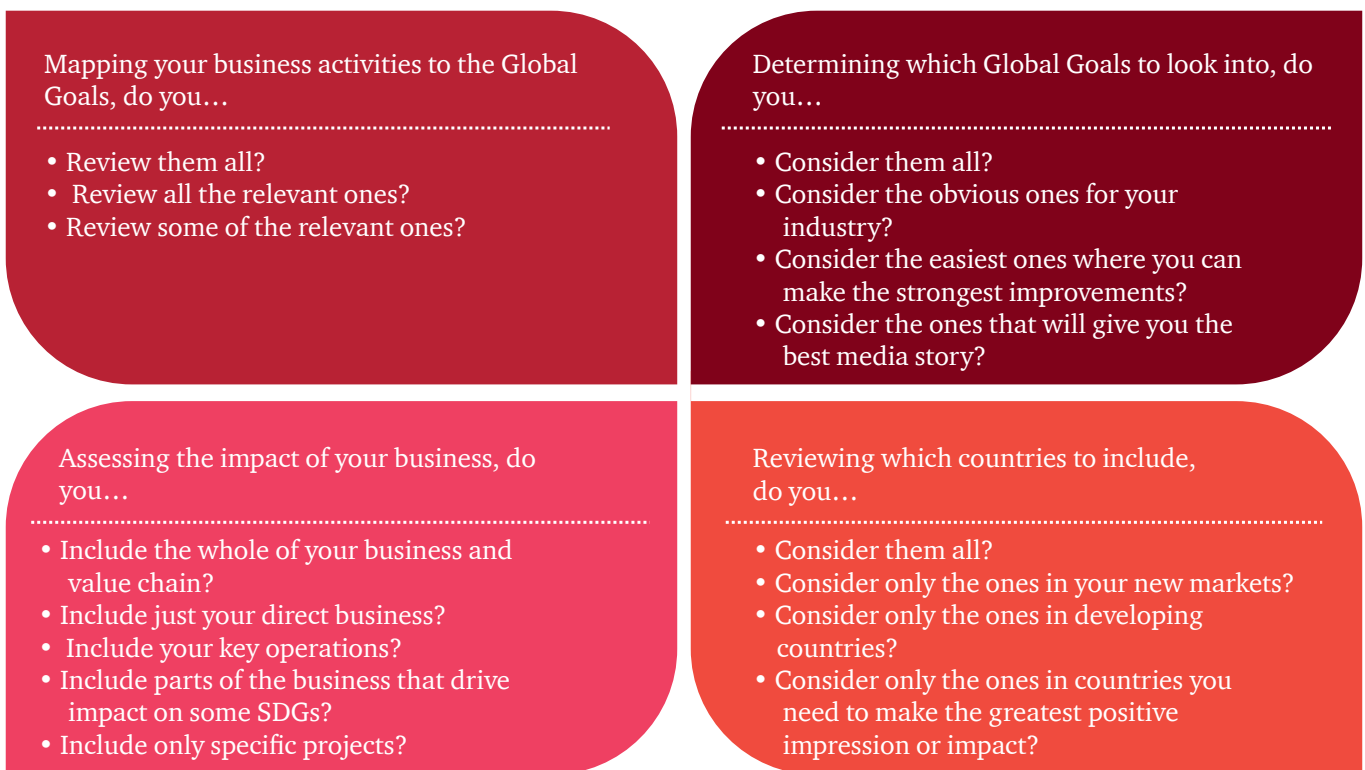 Mapping your business activities to the Global
Goals, do you…
• Review them all?
• Review all the relevant ones?
• Review some of the relevant ones?
Determining which Global Goals to look into, do
you…
• Consider them all?
• Consider the obvious ones for your
industry?
• Consider the easiest ones where you can
make the strongest improvements?
• Consider the ones that will give you the
best media story?
Assessing the impact of your business, do
you…
• Include the whole of your business and
value chain?
• Include just your direct business?
• Include your key operations?
• Include parts of the business that drive
impact on some SDGs?
• Include only specific projects?
Reviewing which countries to include,
do you…
• Consider them all?
• Consider only the ones in your new markets?
• Consider only the ones in developing
countries?
• Consider only the ones in countries you
need to make the greatest positive
impression or impact?